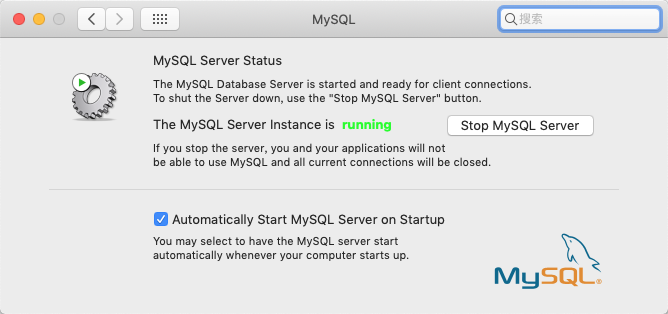 MySQL
搜索
MySQL Server Status
The MySQL Database Server is started and ready for client connections.
To shut the Server down, use the "Stop MySQL Server" button.
The MySQL Server Instance is running
Stop MySQL Server
If you stop the server, you and your applications will not
be able to use MySQL and all current connections will be closed.
Automatically Start MySQL Server on Startup
You may select to have the MySQL server start
automatically whenever your computer starts up.
MySQL®